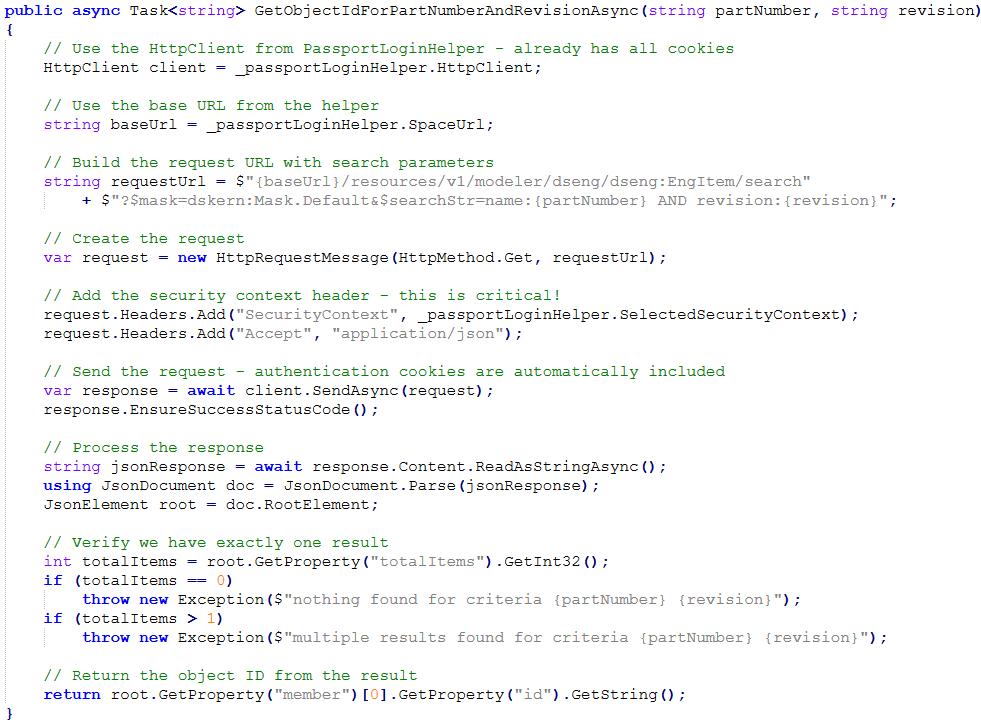 public async Task<string> GetObjectIdForPartNumberAndRevisionAsync(string partNumber, string revision)
{
    // Use the HttpClient from PassportLoginHelper - already has all cookies
    HttpClient client = _passportLoginHelper.HttpClient;

    // Use the base URL from the helper
    string baseUrl = _passportLoginHelper.SpaceUrl;

    // Build the request URL with search parameters
    string requestUrl = $"{baseUrl}/resources/v1/modeler/dseng/dseng:EngItem/search"
        + $"?$mask=dskern:Mask.Default&$searchStr=name:{partNumber} AND revision:{revision}";

    // Create the request
    var request = new HttpRequestMessage(HttpMethod.Get, requestUrl);

    // Add the security context header - this is critical!
    request.Headers.Add("SecurityContext", _passportLoginHelper.SelectedSecurityContext);
    request.Headers.Add("Accept", "application/json");

    // Send the request - authentication cookies are automatically included
    var response = await client.SendAsync(request);
    response.EnsureSuccessStatusCode();

    // Process the response
    string jsonResponse = await response.Content.ReadAsStringAsync();
    using JsonDocument doc = JsonDocument.Parse(jsonResponse);
    JsonElement root = doc.RootElement;

    // Verify we have exactly one result
    int totalItems = root.GetProperty("totalItems").GetInt32();
    if (totalItems == 0)
        throw new Exception($"nothing found for criteria {partNumber} {revision}");
    if (totalItems > 1)
        throw new Exception($"multiple results found for criteria {partNumber} {revision}");

    // Return the object ID from the result
    return root.GetProperty("member")[0].GetProperty("id").GetString();
}